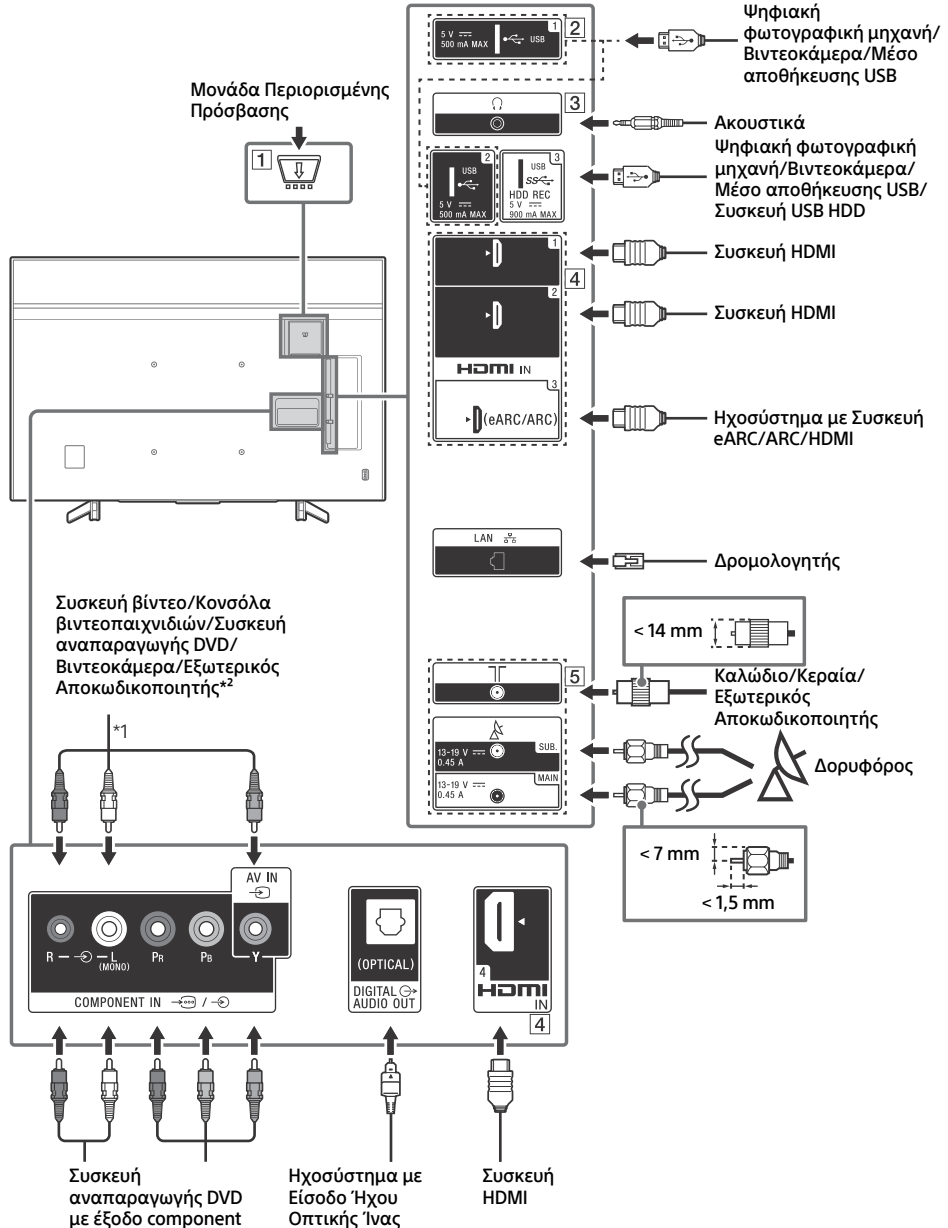 Ψηφιακή
φωτογραφική μηχανή/
Βιντεοκάμερα/Μέσο
αποθήκευσης USB
5 V
500 mA MAX
USB
1
2
Μονάδα Περιορισμένης
Πρόσβασης
1
3
Ακουστικά
Ψηφιακή φωτογραφική
μηχανή/Βιντεοκάμερα/
Μέσο αποθήκευσης USB/
Συσκευή USB HDD
2
USB
5 V
500 mA MAX
3
USB
SS
HDD REC
5 V
900 mA MAX
1
Συσκευή HDMI
4
2
Συσκευή HDMI
HDMI IN
3
(eARC/ARC)
Ηχοσύστημα με Συσκευή
eARC/ARC/HDMI
LAN
Δρομολογητής
Συσκευή βίντεο/Κονσόλα
βιντεοπαιχνιδιών/Συσκευή
αναπαραγωγής DVD/
Βιντεοκάμερα/Εξωτερικός
Αποκωδικοποιητής*2
*1
< 14 mm
5
Καλώδιο/Κεραία/
Εξωτερικός
Αποκωδικοποιητής
13-19 V
0.45 A
SUB.
13-19 V
0.45 A
MAIN
Δορυφόρος
< 7 mm
< 1,5 mm
AV IN
R
L
(MONO)
PR
PB
Y
COMPONENT IN /
(OPTICAL)
DIGITAL
AUDIO OUT
4
HDMI
IN
4
Συσκευή
αναπαραγωγής DVD
με έξοδο component
Ηχοσύστημα με
Είσοδο Ήχου
Οπτικής Ίνας
Συσκευή
HDMI